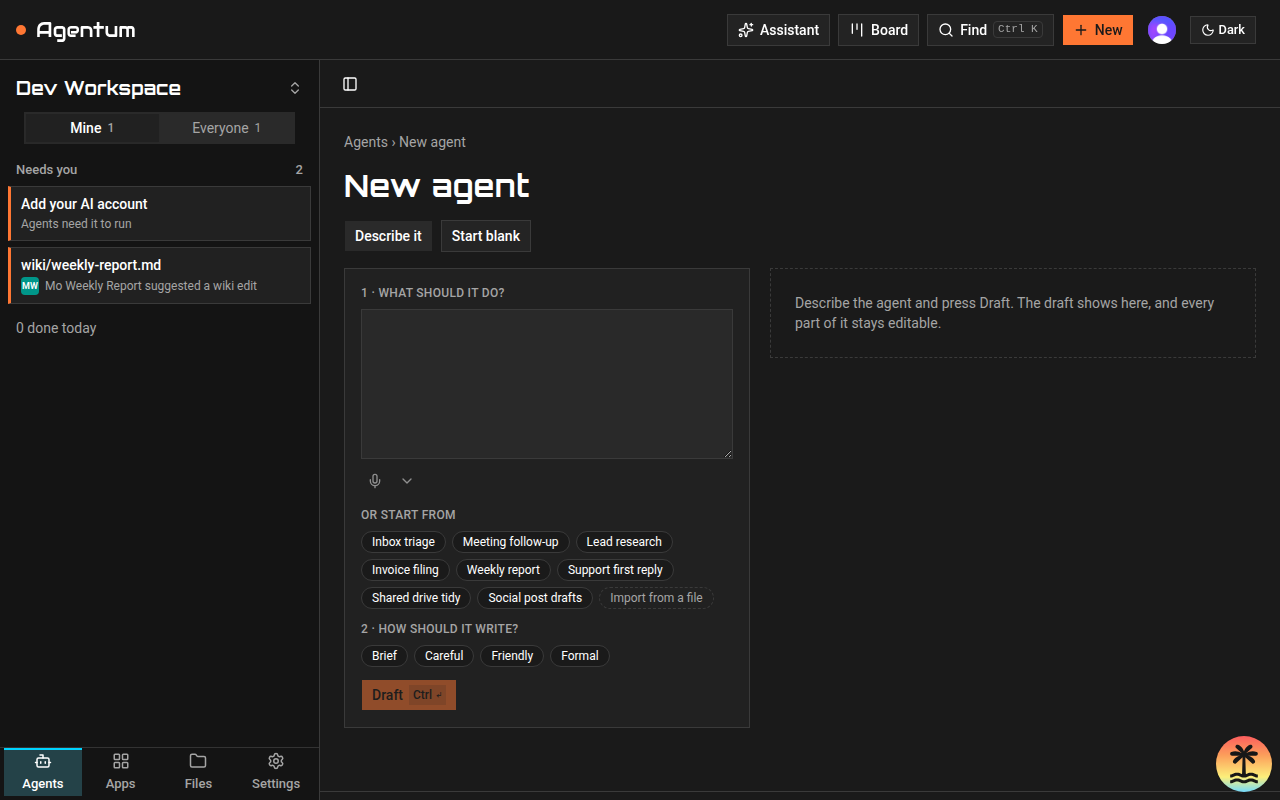 Agentum
Assistant
Board
Find Ctrl K
New
Dark
Dev Workspace
Mine 1
Everyone 1
Needs you 2
Add your AI account
Agents need it to run
wiki/weekly-report.md
MW Mo Weekly Report suggested a wiki edit
0 done today
Agents
Apps
Files
Settings
Agents › New agent
New agent
Describe it
Start blank
1 · WHAT SHOULD IT DO?
OR START FROM
Inbox triage
Meeting follow-up
Lead research
Invoice filing
Weekly report
Support first reply
Shared drive tidy
Social post drafts
Import from a file
2 · HOW SHOULD IT WRITE?
Brief
Careful
Friendly
Formal
Draft Ctrl ↵
Describe the agent and press Draft. The draft shows here, and every
part of it stays editable.